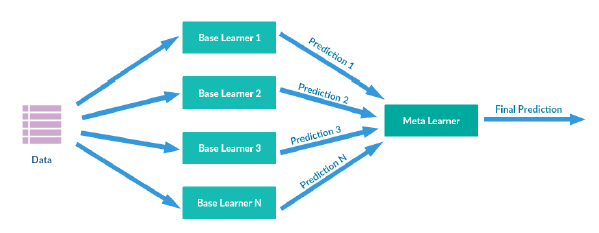 Base Learner 1
Prediction 1
Base Learner 2
Prediction 2
Data
Meta Learner
Final Prediction
Base Learner 3
Prediction 3
Base Learner N
Prediction N